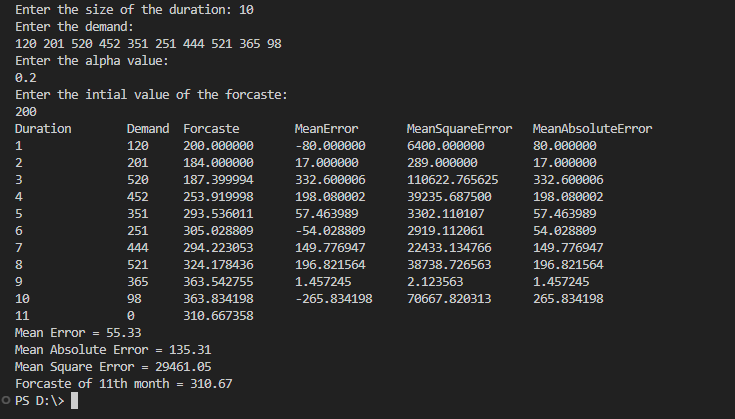 Enter the size of the duration: 10
Enter the demand:
120 201 520 452 351 251 444 521 365 98
Enter the alpha value:
0.2
Enter the intial value of the forcaste:
200
Duration Demand Forcaste MeanError MeanSquareError MeanAbsoluteError
1 120 200.000000 -80.000000 6400.000000 80.000000
2 201 184.000000 17.000000 289.000000 17.000000
3 520 187.399994 332.600006 110622.765625 332.600006
4 452 253.919998 198.080002 39235.687500 198.080002
5 351 293.536011 57.463989 3302.110107 57.463989
6 251 305.028809 -54.028809 2919.112061 54.028809
7 444 294.223053 149.776947 22433.134766 149.776947
8 521 324.178436 196.821564 38738.726563 196.821564
9 365 363.542755 1.457245 2.123563 1.457245
10 98 363.834198 -265.834198 70667.820313 265.834198
11 0 310.667358
Mean Error = 55.33
Mean Absolute Error = 135.31
Mean Square Error = 29461.05
Forcaste of 11th month = 310.67
PS D:\>